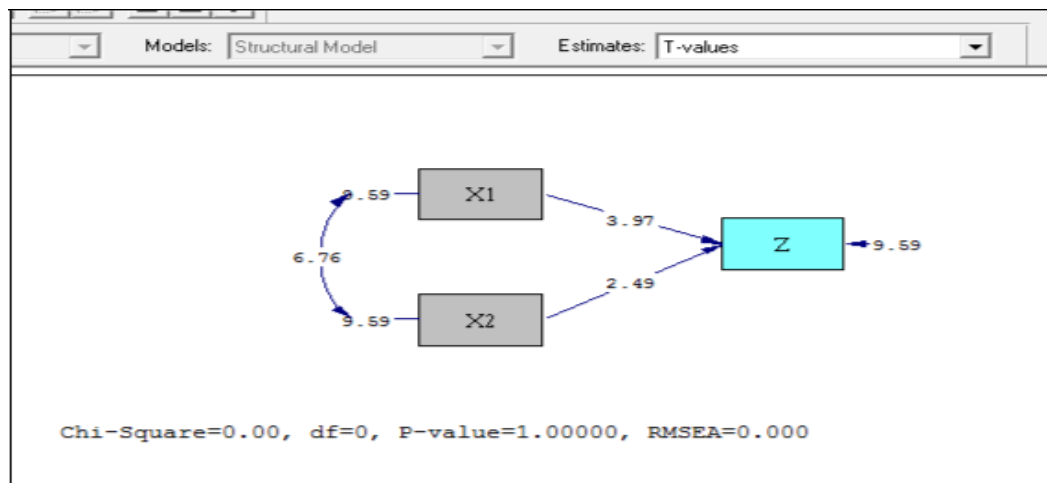 Models: Structural Model Estimates: T-values
9.59 X1
3.97
Z 9.59
6.76
2.49
9.59 X2
Chi-Square=0.00, df=0, P-value=1.00000, RMSEA=0.000